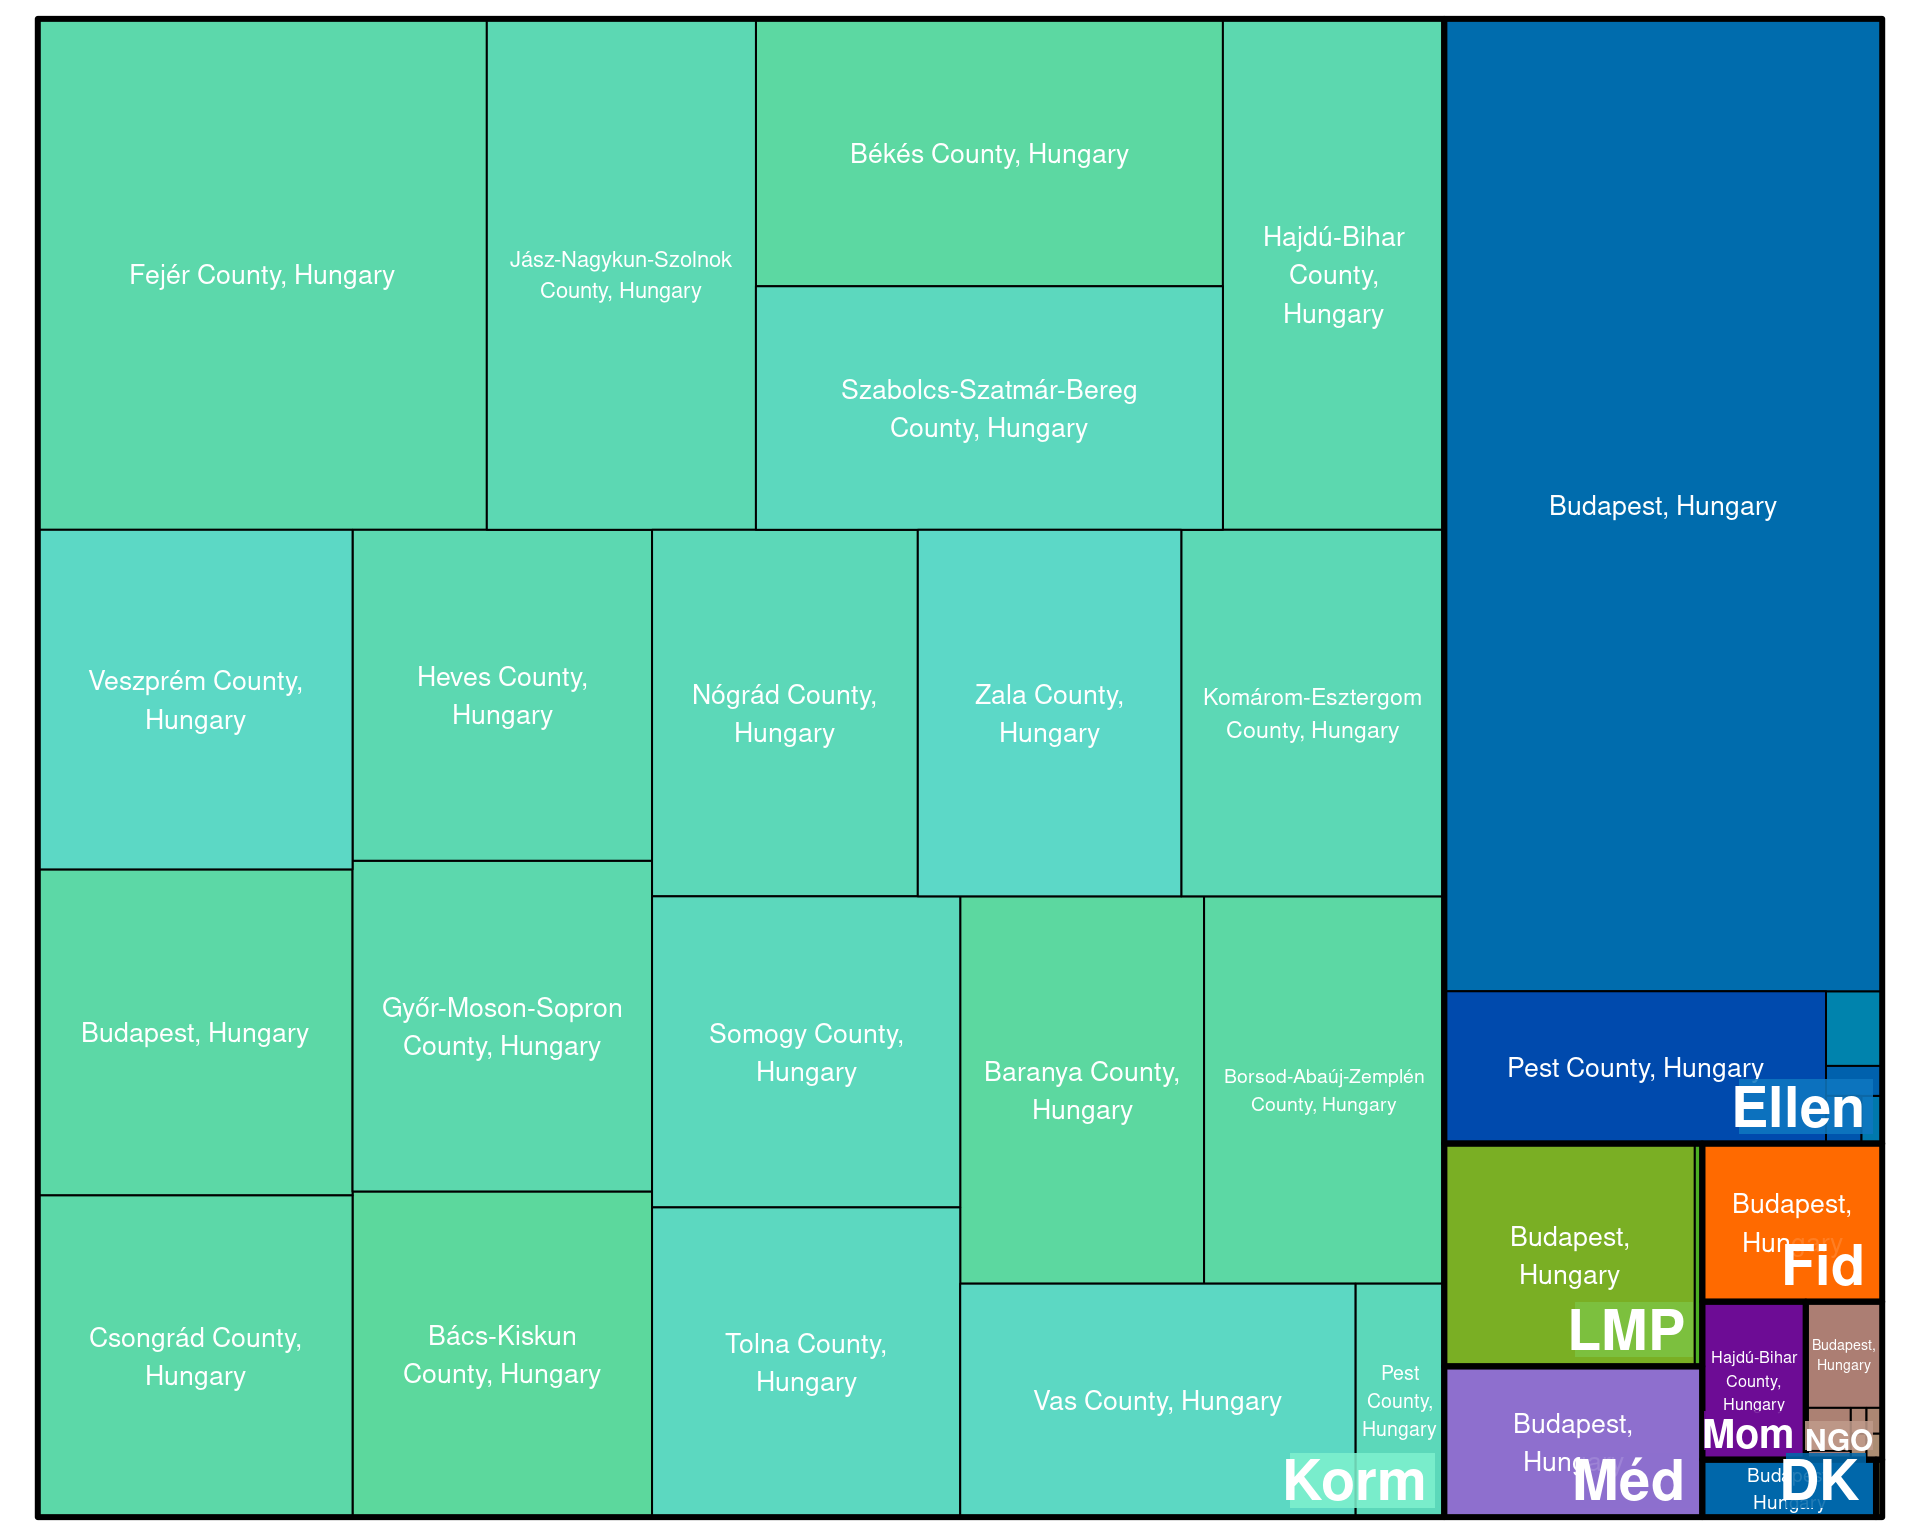 Fejér County, Hungary
Jász-Nagykun-Szolnok
County, Hungary
Békés County, Hungary
Szabolcs-Szatmár-Bereg
County, Hungary
Hajdú-Bihar
County,
Hungary
Veszprém County,
Hungary
Heves County,
Hungary
Nógrád County,
Hungary
Zala County,
Hungary
Komárom-Esztergom
County, Hungary
Budapest, Hungary
Győr-Moson-Sopron
County, Hungary
Somogy County,
Hungary
Baranya County,
Hungary
Borsod-Abaúj-Zemplén
County, Hungary
Csongrád County,
Hungary
Bács-Kiskun
County, Hungary
Tolna County,
Hungary
Vas County, Hungary
Pest
County,
Hungary
Korm
Budapest, Hungary
Pest County, Hungary
Ellen
Budapest,
Hungary
LMP
Budapest,
Hungary
Fid
Budapest,
Hungary
Méd
Hajdú-Bihar
County,
Hungary
Mom
Budapest,
Hungary
NGO
Budapest,
Hungary
DK